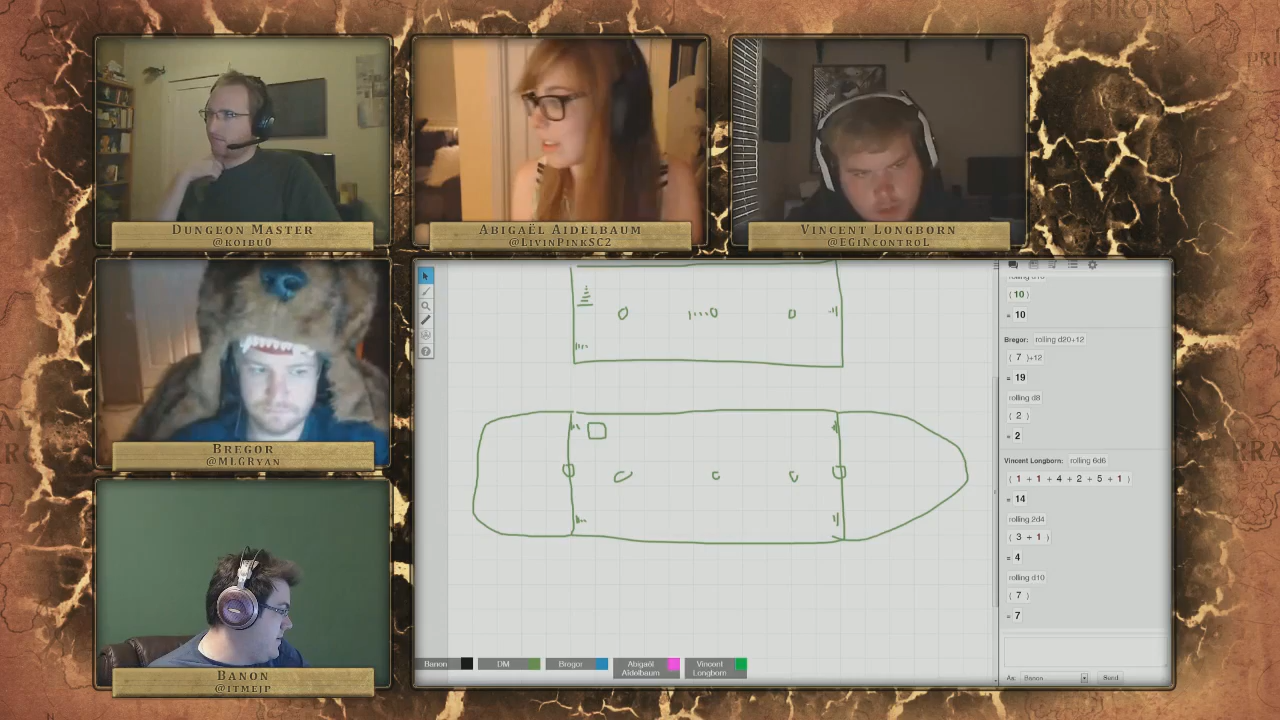 DUNGEON MASTER
@KOIBU0
ABIGAËL AIDELBAUM
@LIVINPINKSC2
VINCENT LONGBORN
@EGINCONTROL
BREGOR
@MLGRYAN
BANON
@ITMEJP
( 10 )
= 10
Bregor: rolling d20+12
( 7 )+12
= 19
rolling d8
( 2 )
= 2
Vincent Longborn: rolling 6d6
( 1 + 1 + 4 + 2 + 5 + 1 )
= 14
rolling 2d4
( 3 + 1 )
= 4
rolling d10
( 7 )
= 7
Banon
DM
Bregor
Abigaël
Aidelbaum
Vincent
Longborn
As: Banon
Send